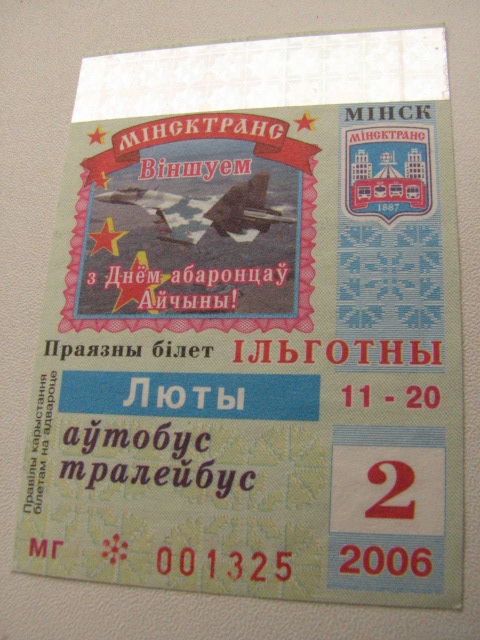 МІНСК
МІНСКТРАНС
МІНСКТРАНС
1887
Віншуем
з Днём абаронцаў
Айчыны!
Праязны білет ІЛЬГОТНЫ
Люты 11 - 20
аўтобус
тралейбус
2
2006
мг * 001325
Правілы карыстання
білетам на адвароце